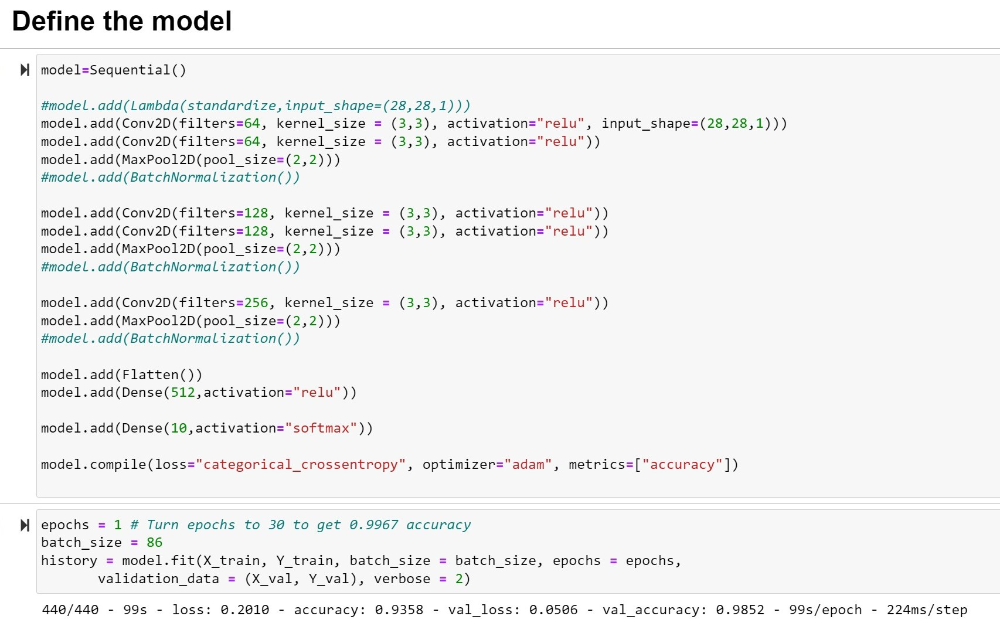 Define the model
model=Sequential()
#model.add(Lambda(standardize,input_shape=(28,28,1)))
model.add(Conv2D(filters=64, kernel_size = (3,3), activation="relu", input_shape=(28,28,1)))
model.add(Conv2D(filters=64, kernel_size = (3,3), activation="relu"))
model.add(MaxPool2D(pool_size=(2,2)))
#model.add(BatchNormalization())
model.add(Conv2D(filters=128, kernel_size = (3,3), activation="relu"))
model.add(Conv2D(filters=128, kernel_size = (3,3), activation="relu"))
model.add(MaxPool2D(pool_size=(2,2)))
#model.add(BatchNormalization())
model.add(Conv2D(filters=256, kernel_size = (3,3), activation="relu"))
model.add(MaxPool2D(pool_size=(2,2)))
#model.add(BatchNormalization())
model.add(Flatten())
model.add(Dense(512,activation="relu"))
model.add(Dense(10,activation="softmax"))
model.compile(loss="categorical_crossentropy", optimizer="adam", metrics=["accuracy"])
epochs = 1 # Turn epochs to 30 to get 0.9967 accuracy
batch_size = 86
history = model.fit(X_train, Y_train, batch_size = batch_size, epochs = epochs,
validation_data = (X_val, Y_val), verbose = 2)
440/440 - 99s - loss: 0.2010 - accuracy: 0.9358 - val_loss: 0.0506 - val_accuracy: 0.9852 - 99s/epoch - 224ms/step